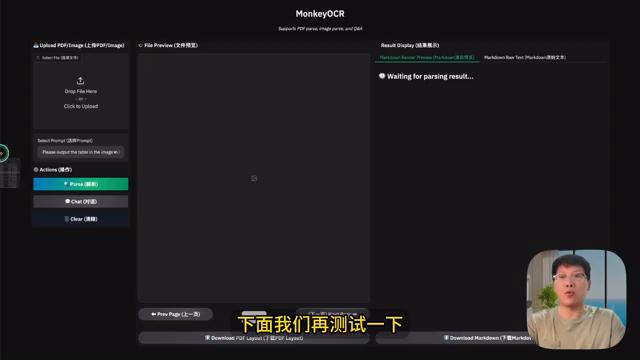 MonkeyOCR
Supports PDF parse, image parse, and Q&A
Upload PDF/Image (上传PDF/Image)
Select File (选择文件)
Drop File Here
- or -
Click to Upload
Select Prompt (选择Prompt)
Please output the table in the image in
Actions (操作)
Parse (解析)
Chat (对话)
Clear (清除)
File Preview (文件预览)
Prev Page (上一页)
Download PDF Layout (下载PDF Layout)
Result Display (结果展示)
Markdown Render Preview (Markdown渲染预览)
Markdown Raw Text (Markdown原始文本)
Waiting for parsing result...
Download Markdown (下载Markdown
下面我们再测试一下